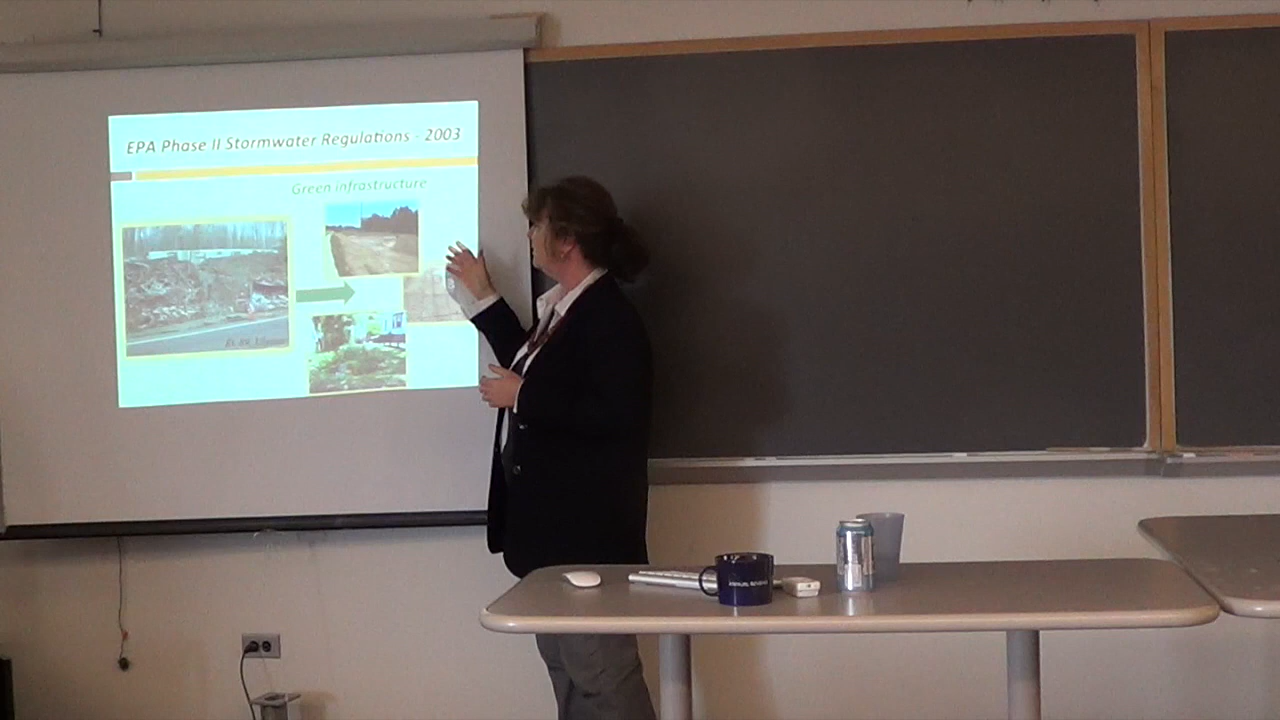 EPA Phase II Stormwater Regulations - 2003
Green infrastructure